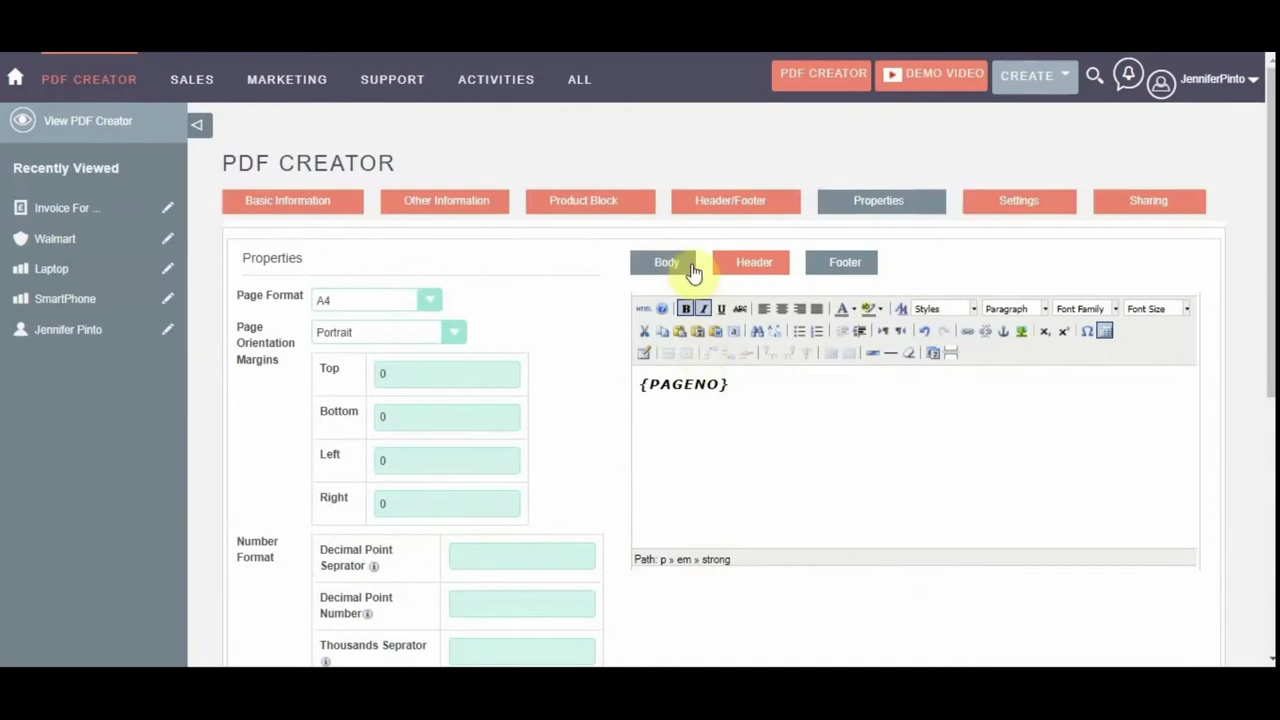 PDF CREATOR SALES MARKETING SUPPORT ACTIVITIES ALL PDF CREATOR DEMO VIDEO CREATE JenniferPinto
View PDF Creator
Recently Viewed
Invoice For ...
Walmart
Laptop
SmartPhone
Jennifer Pinto
PDF CREATOR
Basic Information Other Information Product Block Header/Footer Properties Settings Sharing
Properties
Page Format A4
Page Orientation Portrait
Margins
Top 0
Bottom 0
Left 0
Right 0
Number Format
Decimal Point Seprator
Decimal Point Number
Thousands Seprator
Body Header Footer
HTML B I U ABC Styles Paragraph Font Family Font Size
{PAGENO}
Path: p » em » strong